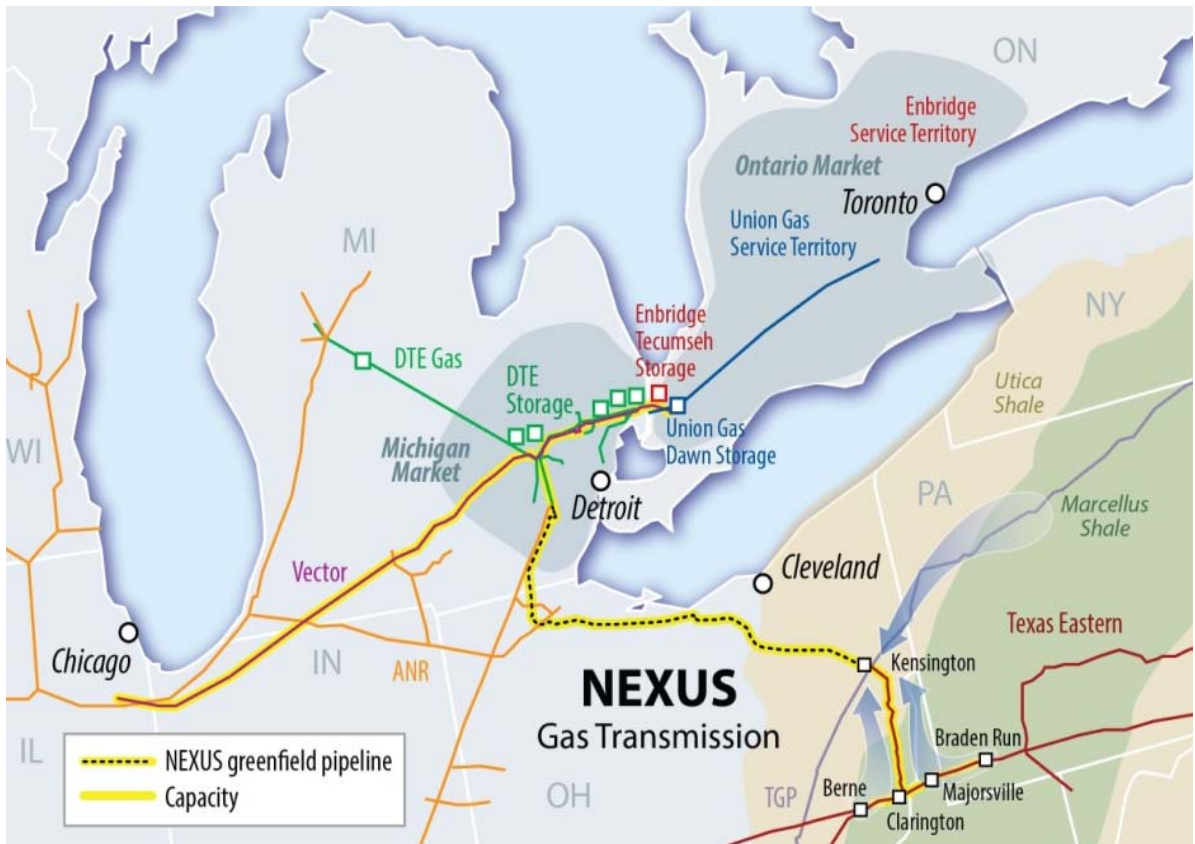 ON
Enbridge
Service Territory
Ontario Market
Toronto
Union Gas
Service Territory
MI
NY
Enbridge
Tecumseh
Storage
DTE Gas
DTE
Storage
Utica
Shale
WI
Michigan
Market
Union Gas
Dawn Storage
PA
Detroit
Marcellus
Shale
Vector
Cleveland
Chicago
IN
ANR
Texas Eastern
Kensington
NEXUS
Gas Transmission
IL
NEXUS greenfield pipeline
Capacity
OH
TGP
Braden Run
Berne
Majorsville
Clarington